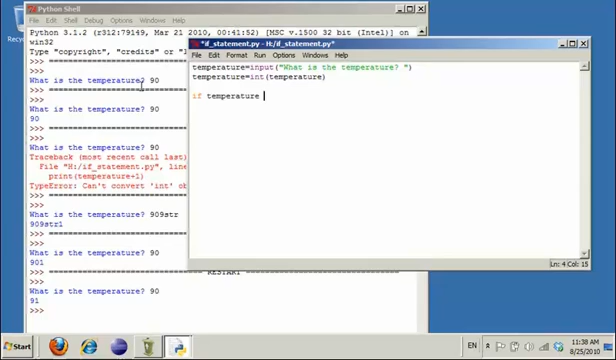 Python Shell
File Edit Shell Debug Options Windows Help
Python 3.1.2 (r312:79149, Mar 21 2010, 00:41:52) [MSC v.1500 32 bit (Intel)] on
win32
Type "copyright", "credits" or "l
>>>
What is the temperature? 90
>>>
>>>
What is the temperature? 90
90
>>>
>>>
What is the temperature? 90
Traceback (most recent call last)
File "H:/if_statement.py", line
print(temperature+1)
TypeError: Can't convert 'int' ob
>>>
>>>
What is the temperature? 909str
909str1
>>>
What is the temperature? 90
901
>>> RESTART
>>>
What is the temperature? 90
91
>>>
*if_statement.py - H:/if_statement.py*
File Edit Format Run Options Windows Help
temperature=input("What is the temperature? ")
temperature=int(temperature)
if temperature
Ln: 4 Col: 15
Start
EN
11:38 AM
8/25/2010